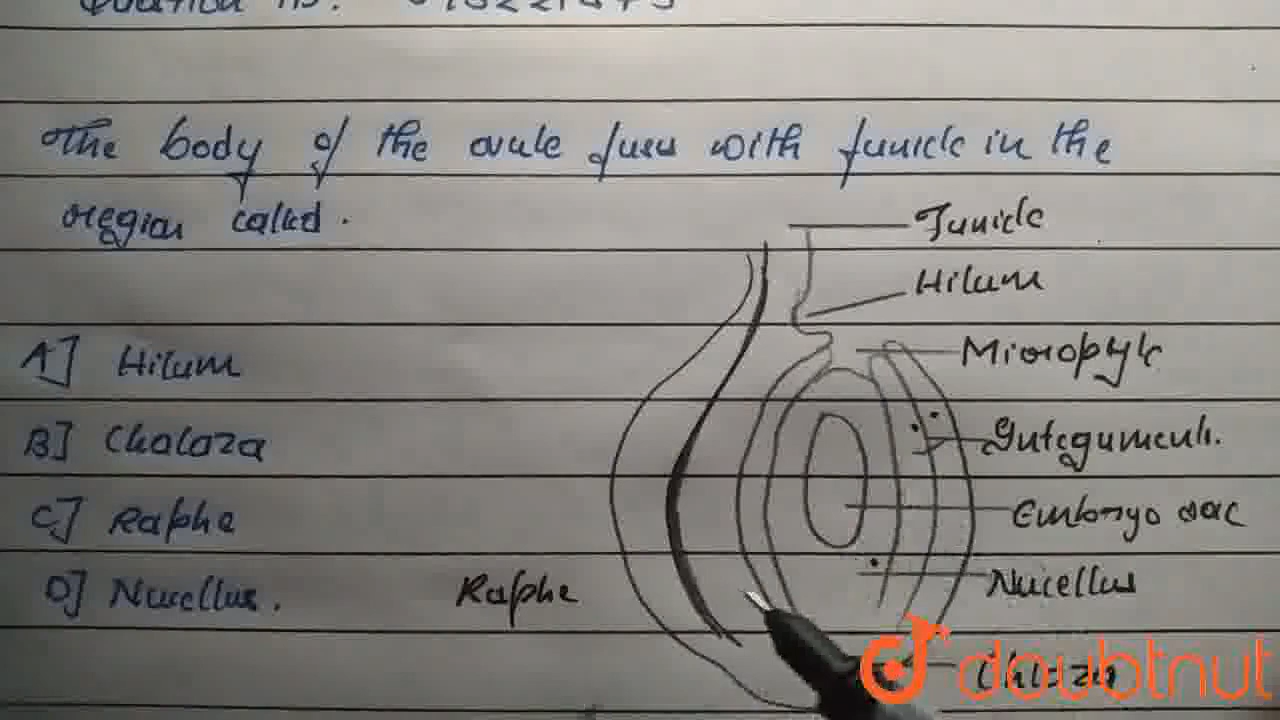 The body of the ovule fuses with funicle in the
region called.
Funicle
Hilum
A] Hilum
Micropyle
B] Chalaza
Integument.
C] Raphe
Embryo sac
D] Nucellus.
Raphe
Nucellus
Chalaza
doubtnut